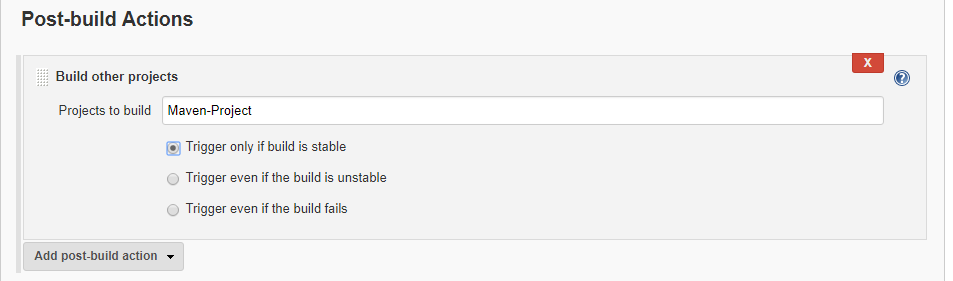 Post-build Actions
X
Build other projects
?
Projects to build Maven-Project
Trigger only if build is stable
Trigger even if the build is unstable
Trigger even if the build fails
Add post-build action